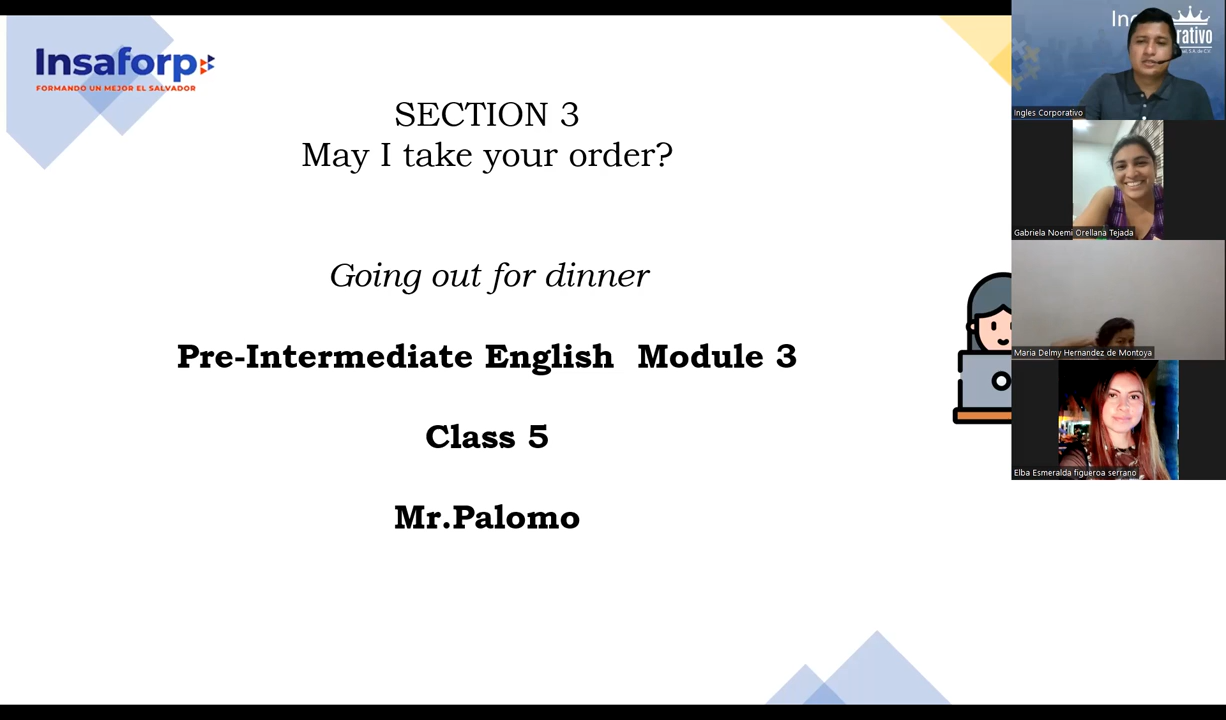 Insaforp
FORMANDO UN MEJOR EL SALVADOR
SECTION 3
May I take your order?
Going out for dinner
Pre-Intermediate English Module 3
Class 5
Mr.Palomo
Ingles Corporativo
Gabriela Noemi Orellana Tejada
Maria Delmy Hernandez de Montoya
Elba Esmeralda figueroa serrano